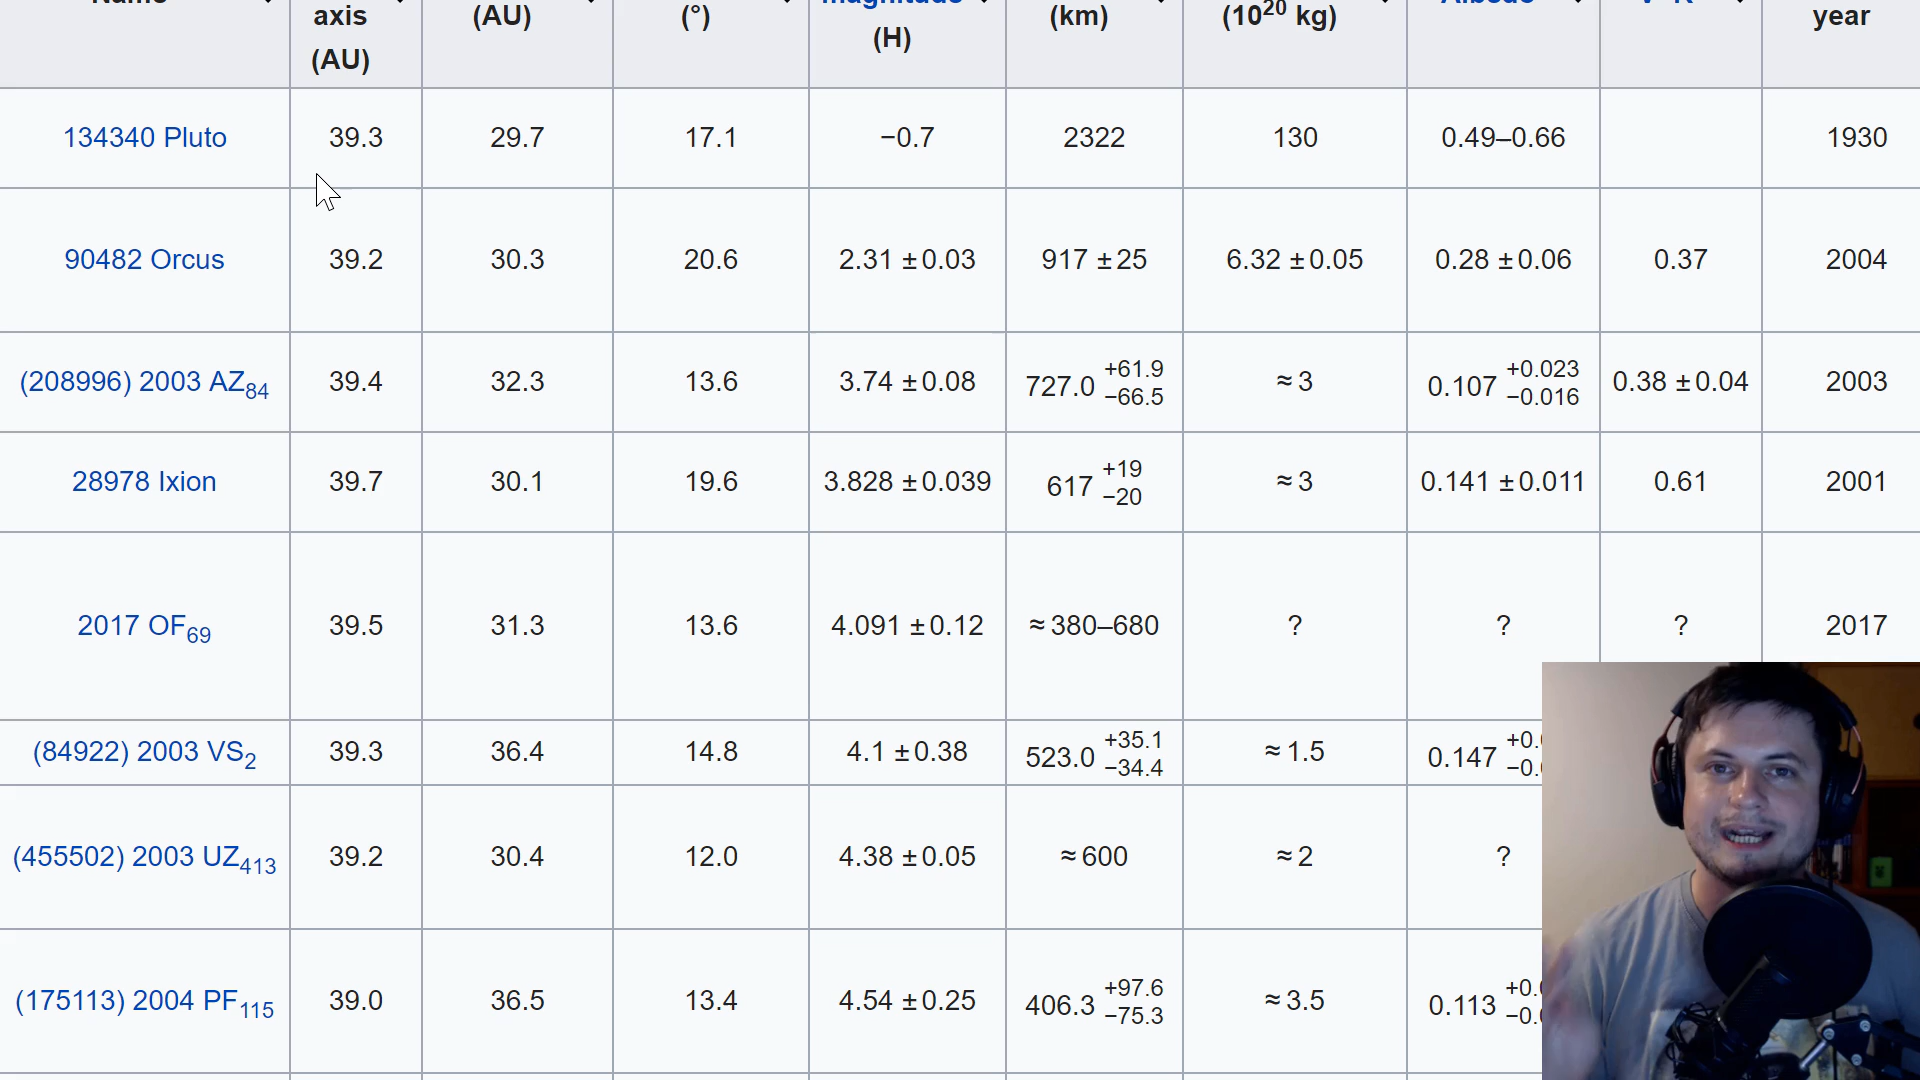 Name axis (AU) (AU) (°) magnitude (H) (km) (10²⁰ kg) Albedo V−R year
134340 Pluto 39.3 29.7 17.1 −0.7 2322 130 0.49–0.66 1930
90482 Orcus 39.2 30.3 20.6 2.31 ±0.03 917 ±25 6.32 ±0.05 0.28 ±0.06 0.37 2004
(208996) 2003 AZ₈₄ 39.4 32.3 13.6 3.74 ±0.08 727.0 +61.9 −66.5 ≈3 0.107 +0.023 −0.016 0.38 ±0.04 2003
28978 Ixion 39.7 30.1 19.6 3.828 ±0.039 617 +19 −20 ≈3 0.141 ±0.011 0.61 2001
2017 OF₆₉ 39.5 31.3 13.6 4.091 ±0.12 ≈380–680 ? ? ? 2017
(84922) 2003 VS₂ 39.3 36.4 14.8 4.1 ±0.38 523.0 +35.1 −34.4 ≈1.5 0.147 +0. −0.
(455502) 2003 UZ₄₁₃ 39.2 30.4 12.0 4.38 ±0.05 ≈600 ≈2 ?
(175113) 2004 PF₁₁₅ 39.0 36.5 13.4 4.54 ±0.25 406.3 +97.6 −75.3 ≈3.5 0.113 +0. −0.